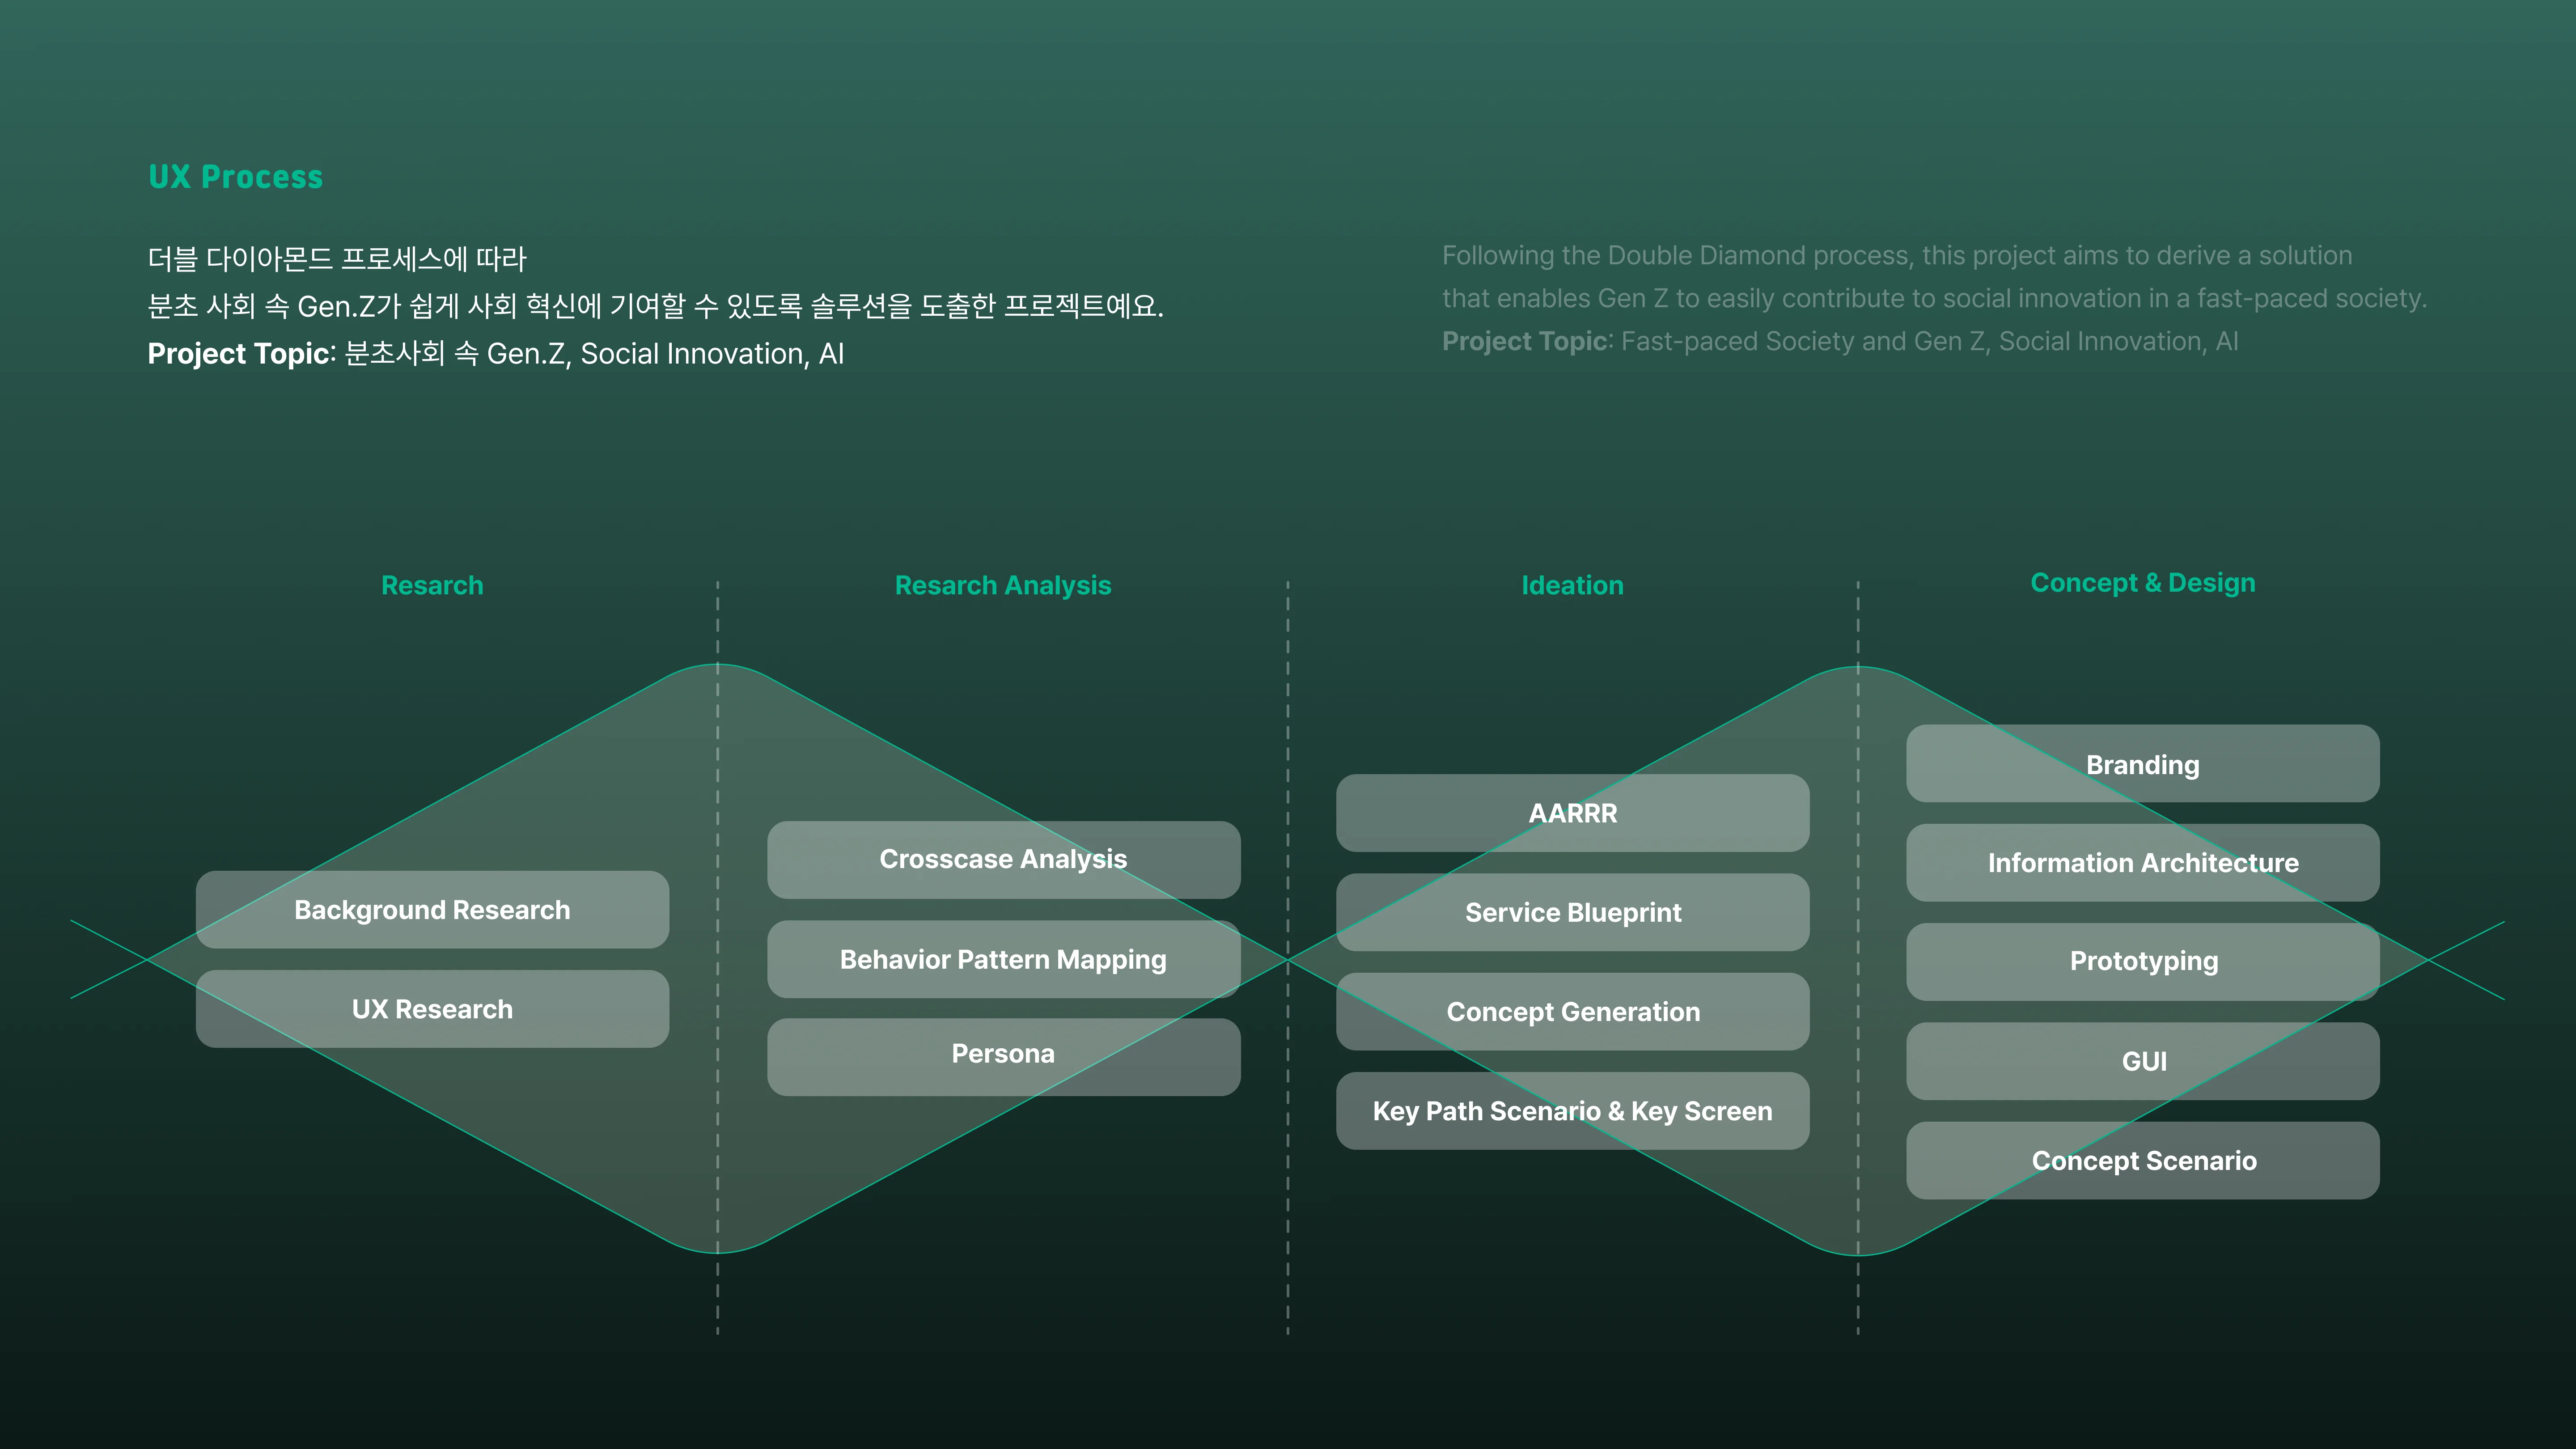 UX Process
더블 다이아몬드 프로세스에 따라
분초 사회 속 Gen.Z가 쉽게 사회 혁신에 기여할 수 있도록 솔루션을 도출한 프로젝트예요.
Project Topic: 분초사회 속 Gen.Z, Social Innovation, AI
Following the Double Diamond process, this project aims to derive a solution
that enables Gen Z to easily contribute to social innovation in a fast-paced society.
Project Topic: Fast-paced Society and Gen Z, Social Innovation, AI
Resarch
Background Research
UX Research
Resarch Analysis
Crosscase Analysis
Behavior Pattern Mapping
Persona
Ideation
AARRR
Service Blueprint
Concept Generation
Key Path Scenario & Key Screen
Concept & Design
Branding
Information Architecture
Prototyping
GUI
Concept Scenario